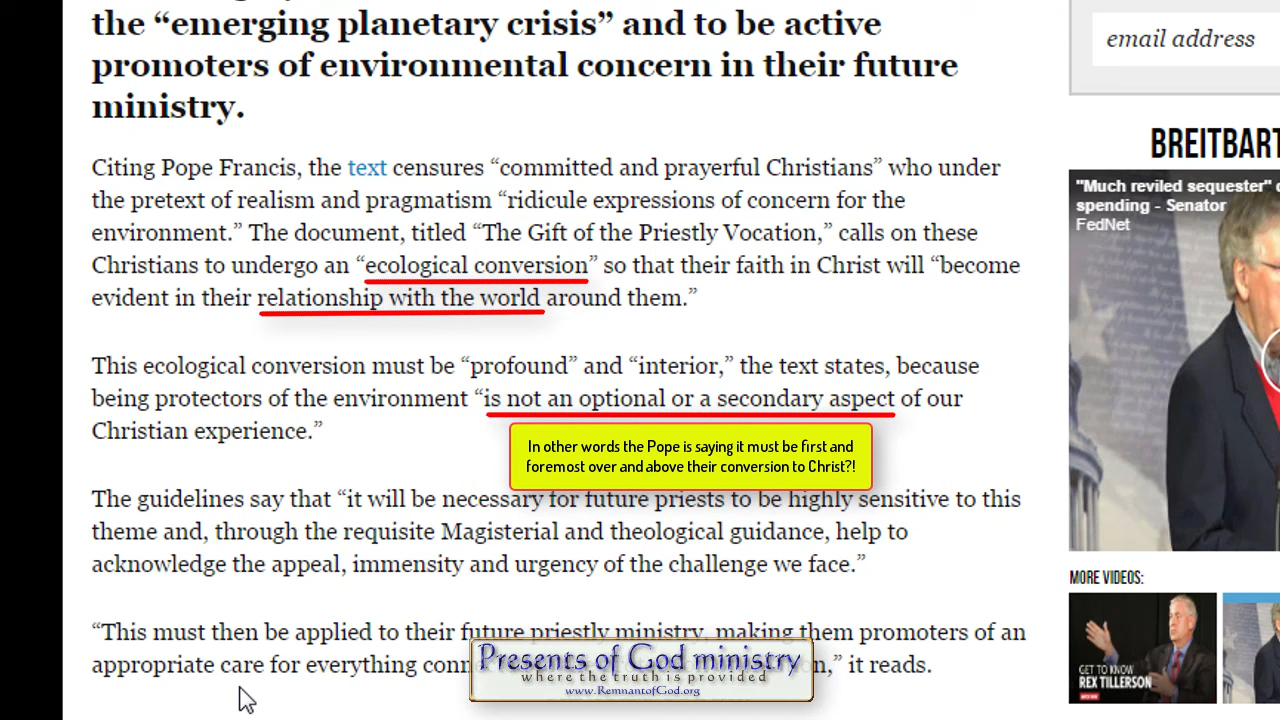 the “emerging planetary crisis” and to be active
promoters of environmental concern in their future
ministry.
Citing Pope Francis, the text censures “committed and prayerful Christians” who under
the pretext of realism and pragmatism “ridicule expressions of concern for the
environment.” The document, titled “The Gift of the Priestly Vocation,” calls on these
Christians to undergo an “ecological conversion” so that their faith in Christ will “become
evident in their relationship with the world around them.”
This ecological conversion must be “profound” and “interior,” the text states, because
being protectors of the environment “is not an optional or a secondary aspect of our
Christian experience.”
In other words the Pope is saying it must be first and
foremost over and above their conversion to Christ?!
The guidelines say that “it will be necessary for future priests to be highly sensitive to this
theme and, through the requisite Magisterial and theological guidance, help to
acknowledge the appeal, immensity and urgency of the challenge we face.”
“This must then be applied to their future priestly ministry, making them promoters of an
appropriate care for everything
on,” it reads.
Presents of God ministry
where the truth is provided
www.RemnantofGod.org
email address
BREITBART
"Much reviled sequester"
spending - Senator
FedNet
MORE VIDEOS:
GET TO KNOW
REX TILLERSON